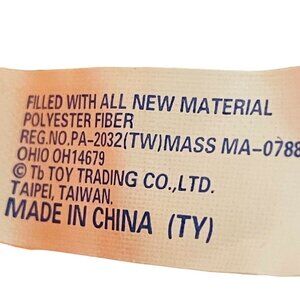 FILLED WITH ALL NEW MATERIAL
POLYESTER FIBER
REG.NO.PA-2032(TW)MASS MA-0788
OHIO OH14679
© Tb TOY TRADING CO.,LTD.
TAIPEI, TAIWAN.
MADE IN CHINA (TY)